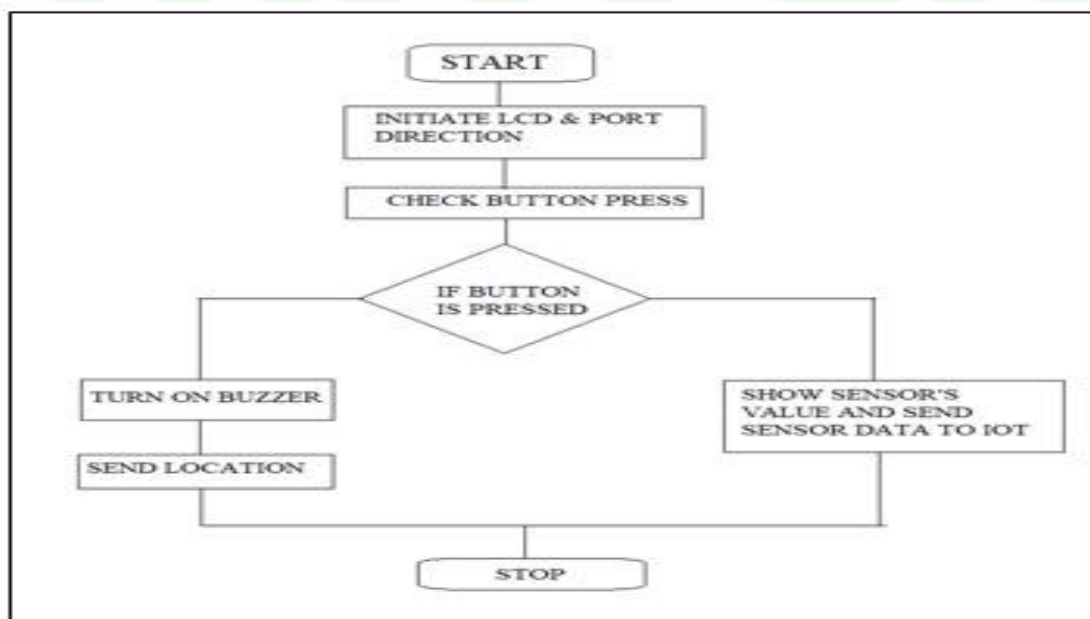 START
INITIATE LCD & PORT
DIRECTION
CHECK BUTTON PRESS
IF BUTTON
IS PRESSED
TURN ON BUZZER
SEND LOCATION
SHOW SENSOR'S
VALUE AND SEND
SENSOR DATA TO IOT
STOP